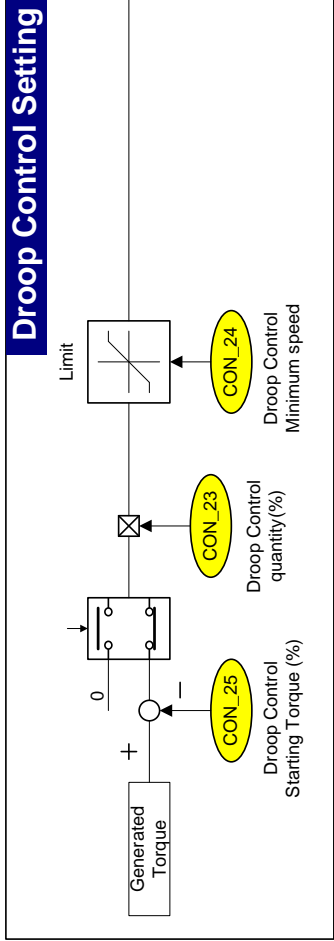 Droop Control Setting
Generated
Torque
+
−
CON_25
Droop Control
Starting Torque (%)
0
CON_23
Droop Control
quantity(%)
Limit
CON_24
Droop Control
Minimum speed